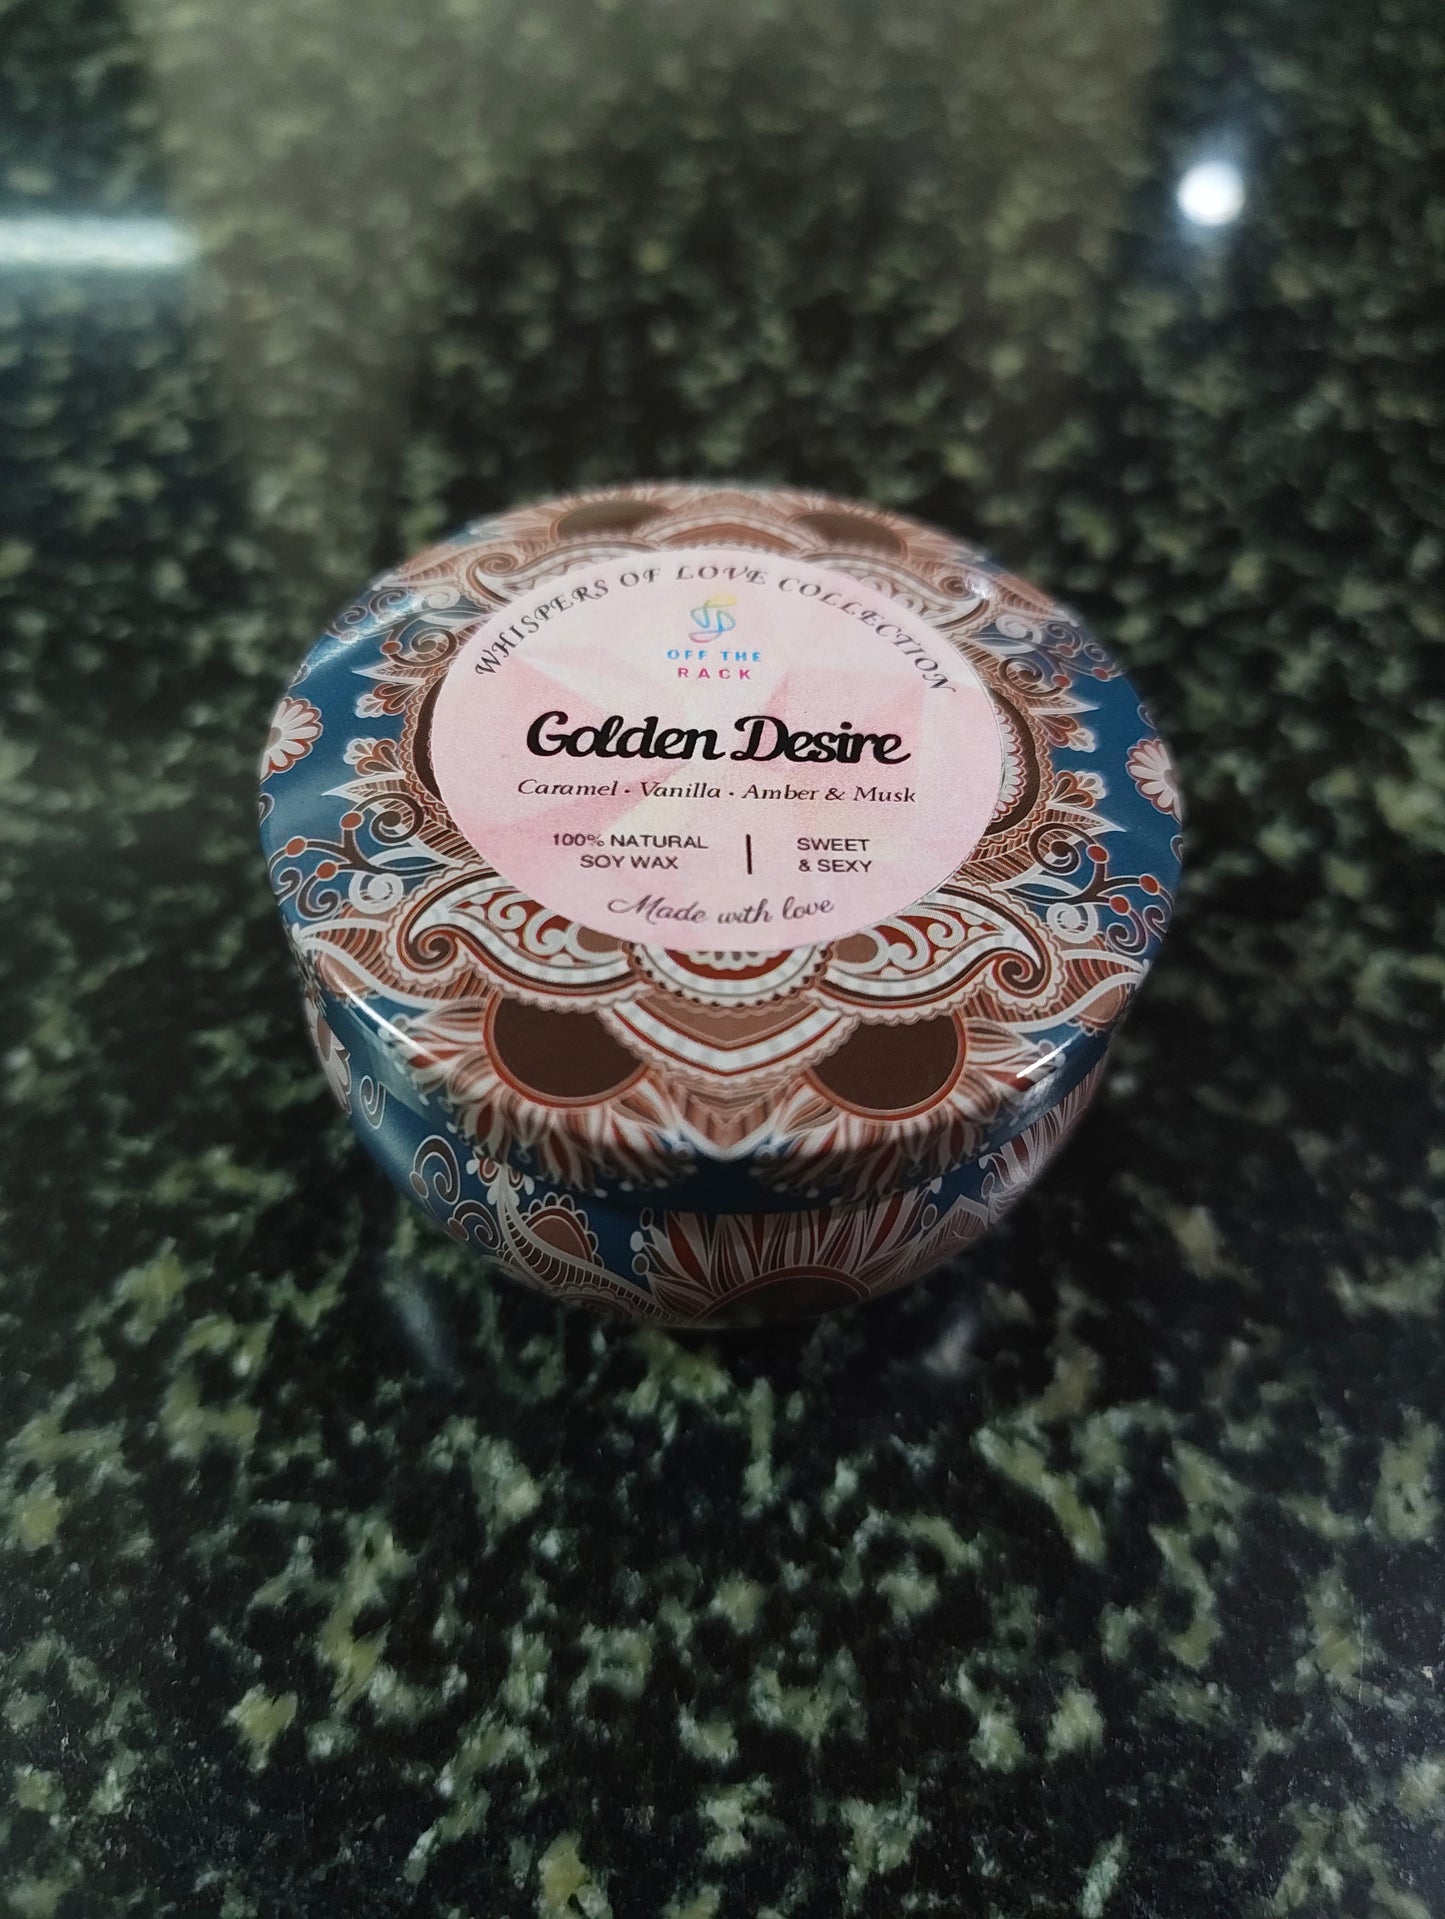 WHISPERS OF LOVE COLLECTION
OFF THE
RACK
Golden Desire
Caramel · Vanilla · Amber & Musk
100% NATURAL
SOY WAX
SWEET
& SEXY
Made with love